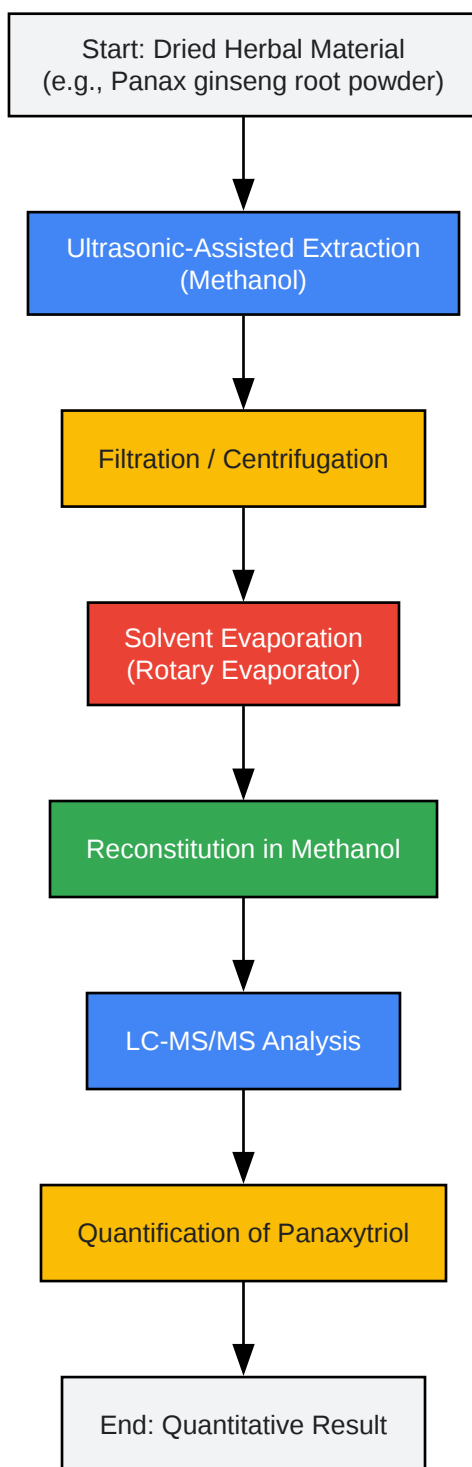 Start: Dried Herbal Material
(e.g., Panax ginseng root powder)
Ultrasonic-Assisted Extraction
(Methanol)
Filtration / Centrifugation
Solvent Evaporation
(Rotary Evaporator)
Reconstitution in Methanol
LC-MS/MS Analysis
Quantification of Panaxytriol
End: Quantitative Result